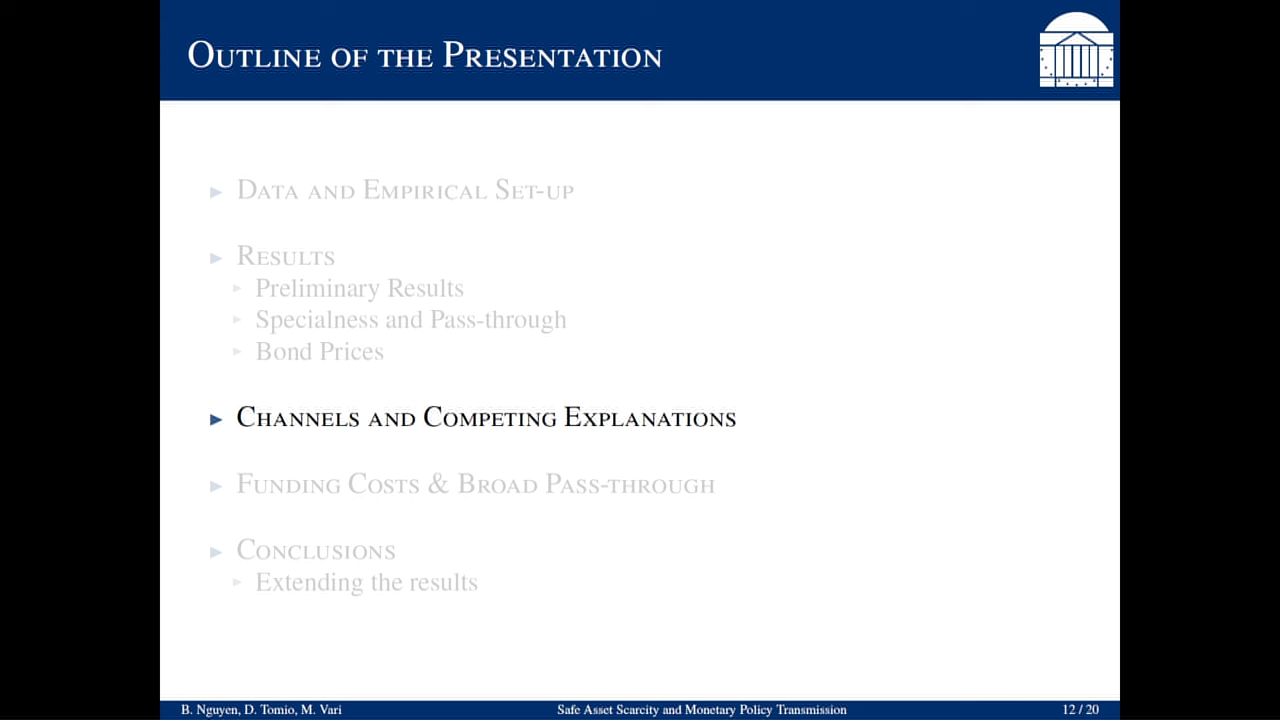 Outline of the Presentation
Data and Empirical Set-up
Results
Preliminary Results
Specialness and Pass-through
Bond Prices
Channels and Competing Explanations
Funding Costs & Broad Pass-through
Conclusions
Extending the results
B. Nguyen, D. Tomio, M. Vari Safe Asset Scarcity and Monetary Policy Transmission 12 / 20